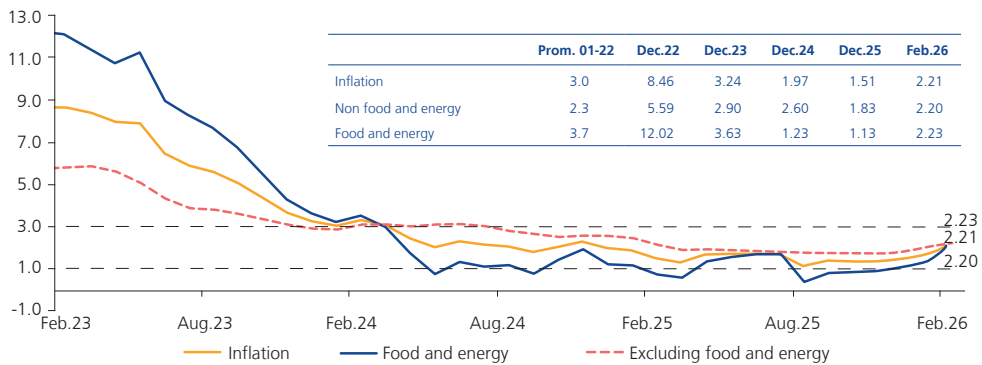 13.0
11.0
9.0
7.0
5.0
3.0
1.0
-1.0
Prom. 01-22 Dec.22 Dec.23 Dec.24 Dec.25 Feb.26
Inflation 3.0 8.46 3.24 1.97 1.51 2.21
Non food and energy 2.3 5.59 2.90 2.60 1.83 2.20
Food and energy 3.7 12.02 3.63 1.23 1.13 2.23
2.23
2.21
2.20
Feb.23 Aug.23 Feb.24 Aug.24 Feb.25 Aug.25 Feb.26
Inflation Food and energy Excluding food and energy